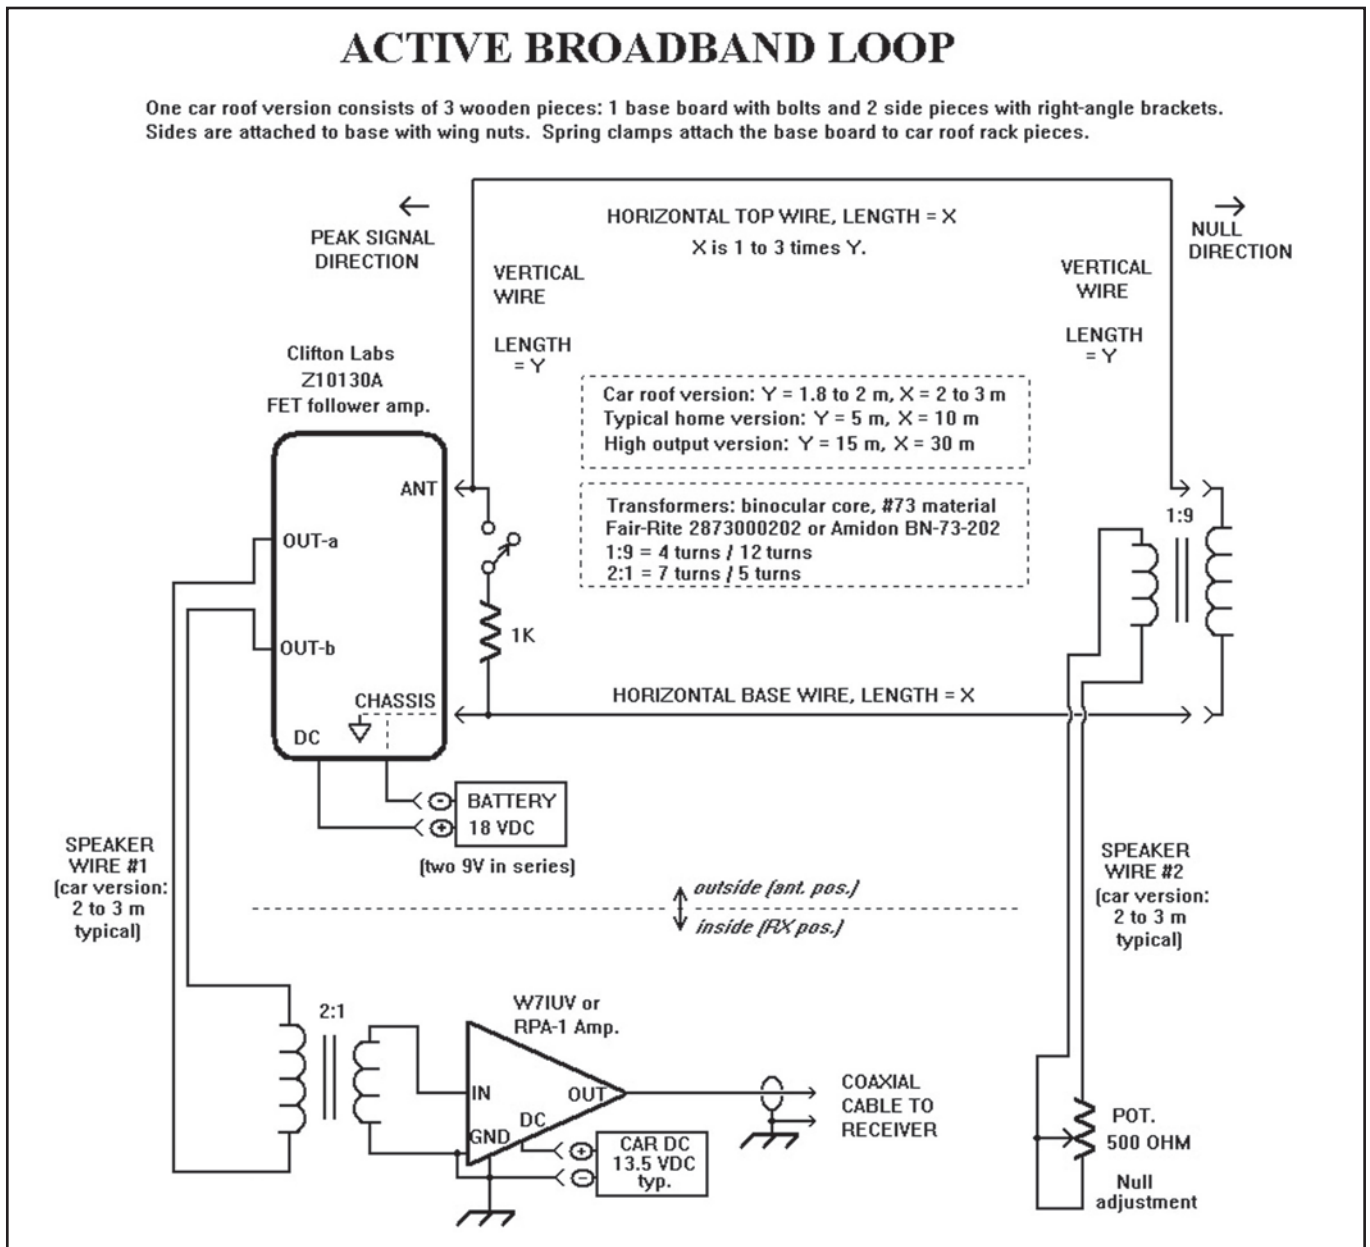 ACTIVE BROADBAND LOOP
One car roof version consists of 3 wooden pieces: 1 base board with bolts and 2 side pieces with right-angle brackets.
Sides are attached to base with wing nuts.  Spring clamps attach the base board to car roof rack pieces.
PEAK SIGNAL
DIRECTION
HORIZONTAL TOP WIRE, LENGTH = X
X is 1 to 3 times Y.
NULL
DIRECTION
VERTICAL
WIRE
LENGTH
= Y
VERTICAL
WIRE
LENGTH
= Y
Clifton Labs
Z10130A
FET follower amp.
Car roof version: Y = 1.8 to 2 m, X = 2 to 3 m
Typical home version: Y = 5 m, X = 10 m
High output version: Y = 15 m, X = 30 m
Transformers: binocular core, #73 material
Fair-Rite 2873000202 or Amidon BN-73-202
1:9 = 4 turns / 12 turns
2:1 = 7 turns / 5 turns
ANT
OUT-a
OUT-b
CHASSIS
DC
1K
1:9
HORIZONTAL BASE WIRE, LENGTH = X
- BATTERY
+ 18 VDC
(two 9V in series)
SPEAKER
WIRE #1
(car version:
2 to 3 m
typical)
outside (ant. pos.)
inside (RX pos.)
SPEAKER
WIRE #2
(car version:
2 to 3 m
typical)
2:1
W7IUV or
RPA-1 Amp.
IN
OUT
DC
GND
+
-
CAR DC
13.5 VDC
typ.
COAXIAL
CABLE TO
RECEIVER
POT.
500 OHM
Null
adjustment